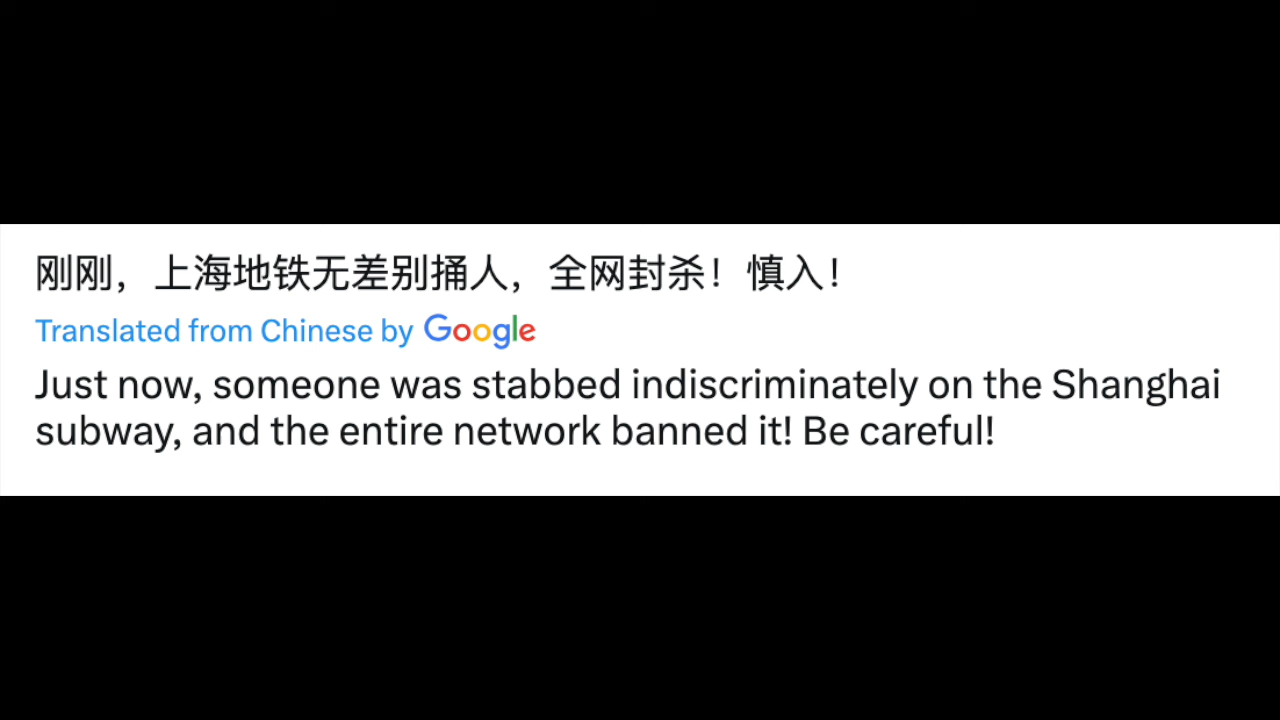 刚刚，上海地铁无差别捅人，全网封杀！慎入！
Translated from Chinese by Google
Just now, someone was stabbed indiscriminately on the Shanghai
subway, and the entire network banned it! Be careful!